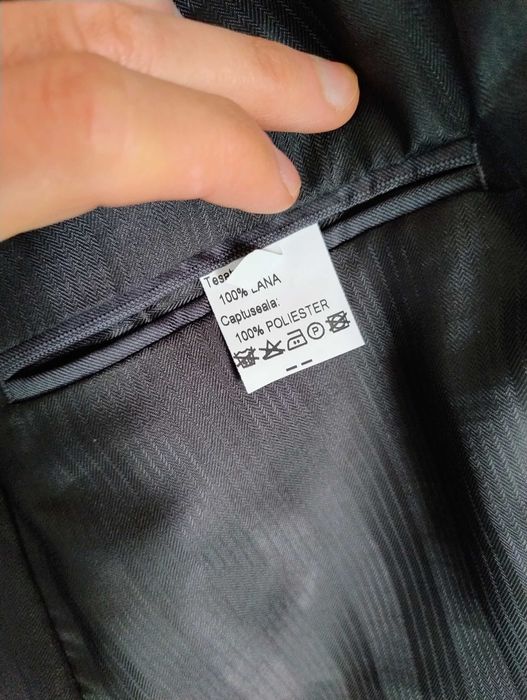 100% LANA
Captuseala:
100% POLIESTER
P